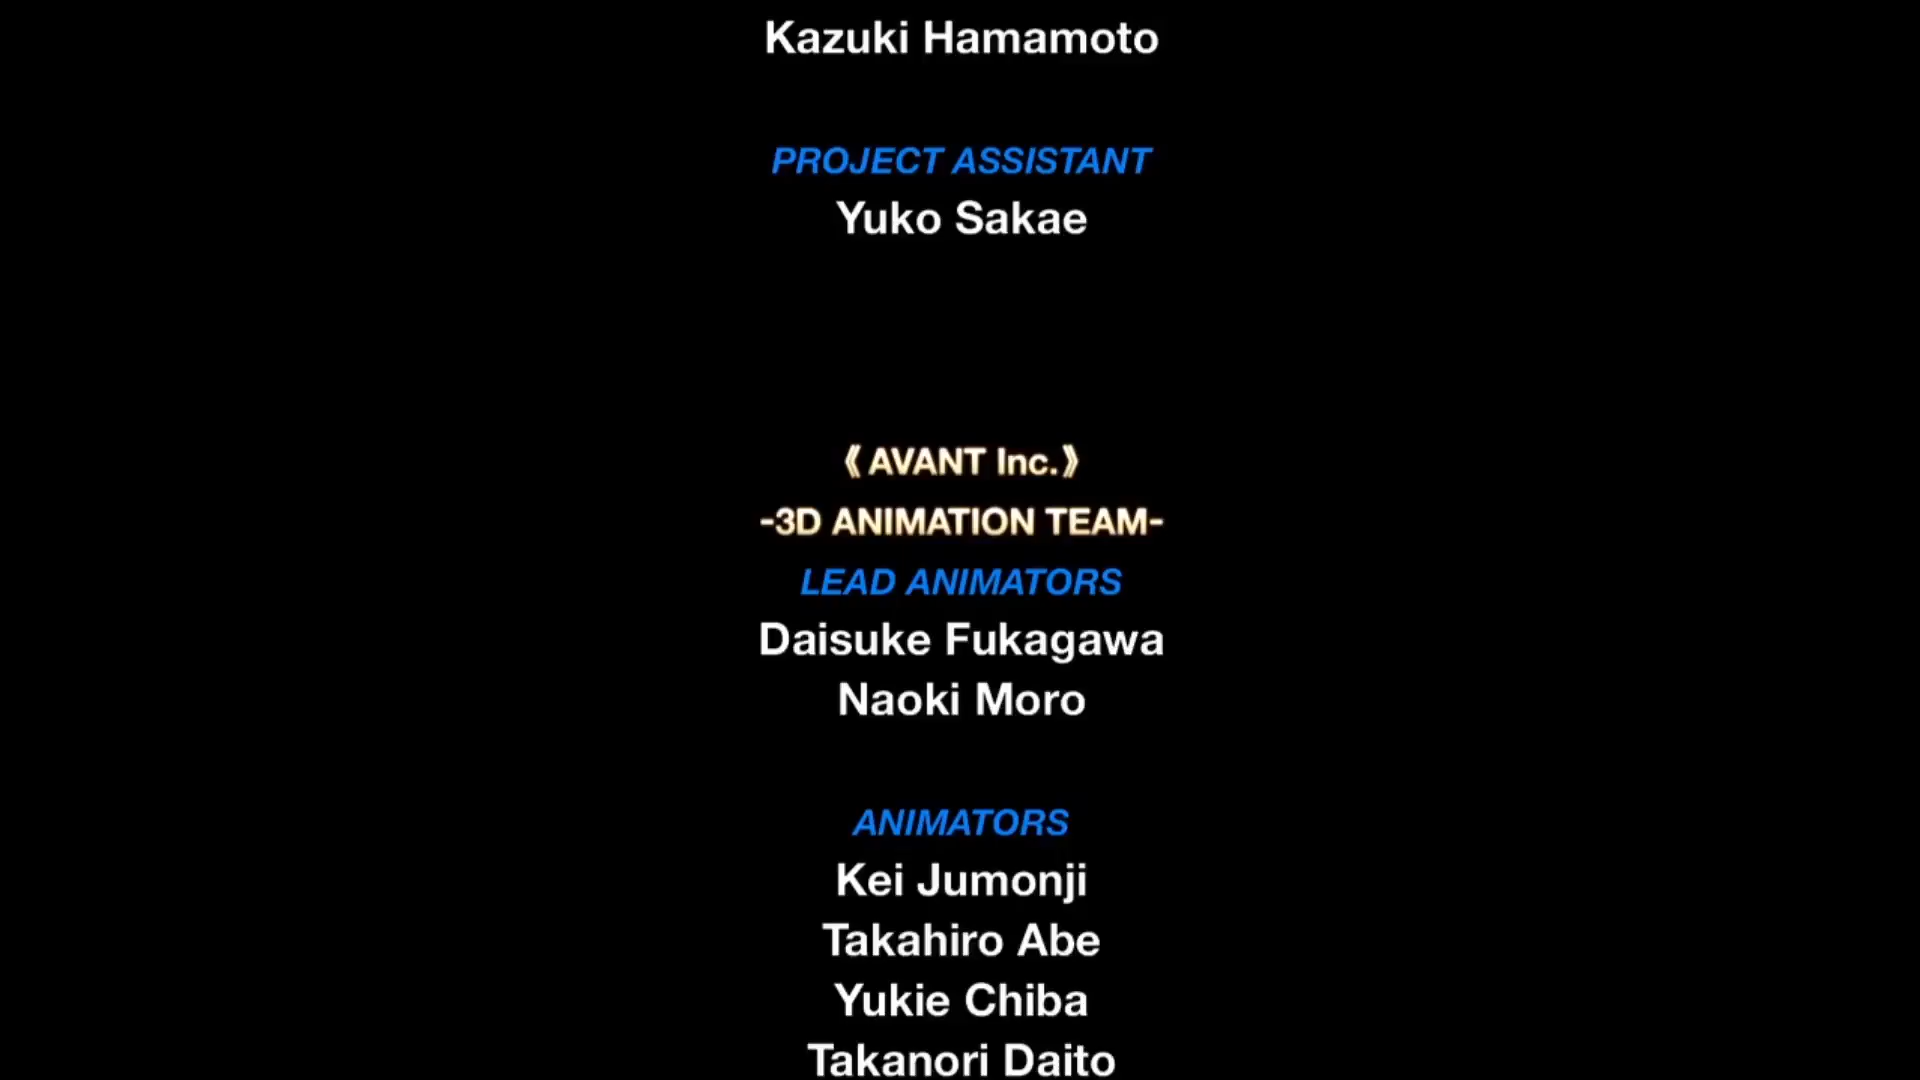 Kazuki Hamamoto
PROJECT ASSISTANT
Yuko Sakae
《 AVANT Inc.》
-3D ANIMATION TEAM-
LEAD ANIMATORS
Daisuke Fukagawa
Naoki Moro
ANIMATORS
Kei Jumonji
Takahiro Abe
Yukie Chiba
Takanori Daito